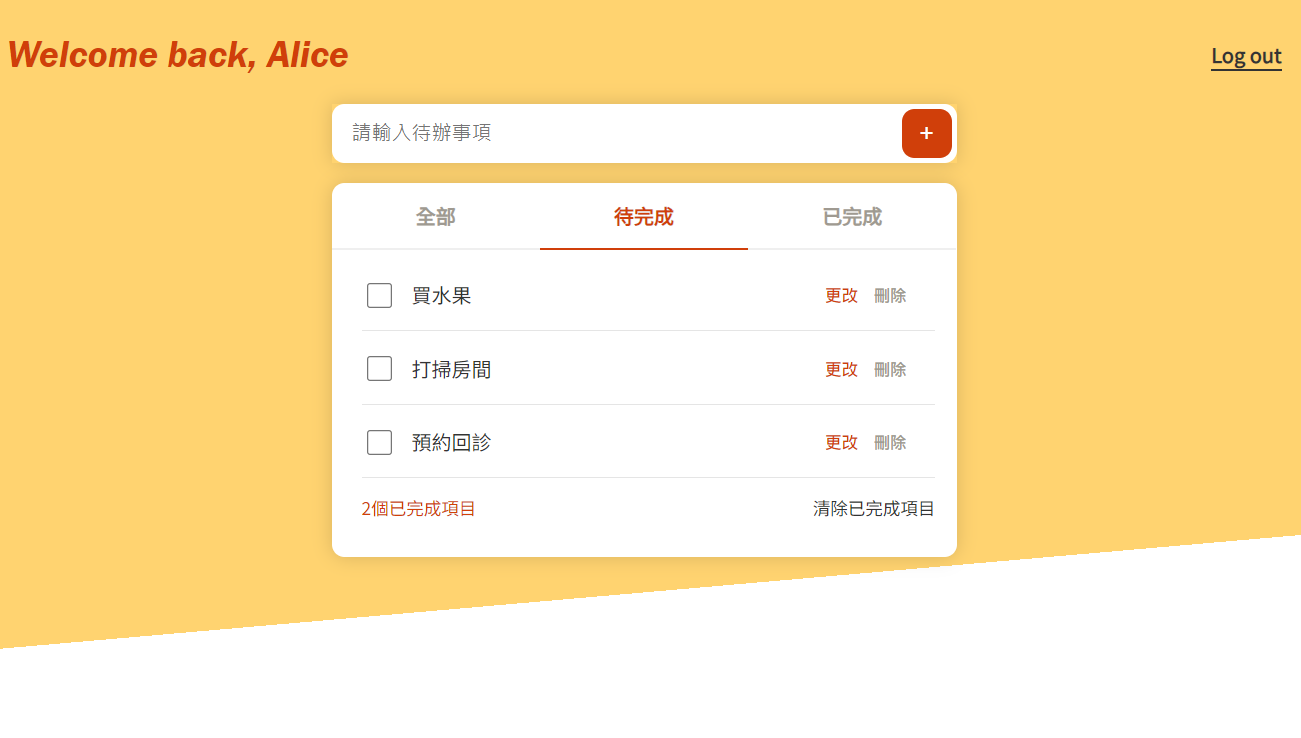 Welcome back, Alice
Log out
請輸入待辦事項
+
全部 待完成 已完成
買水果 更改 刪除
打掃房間 更改 刪除
預約回診 更改 刪除
2個已完成項目 清除已完成項目